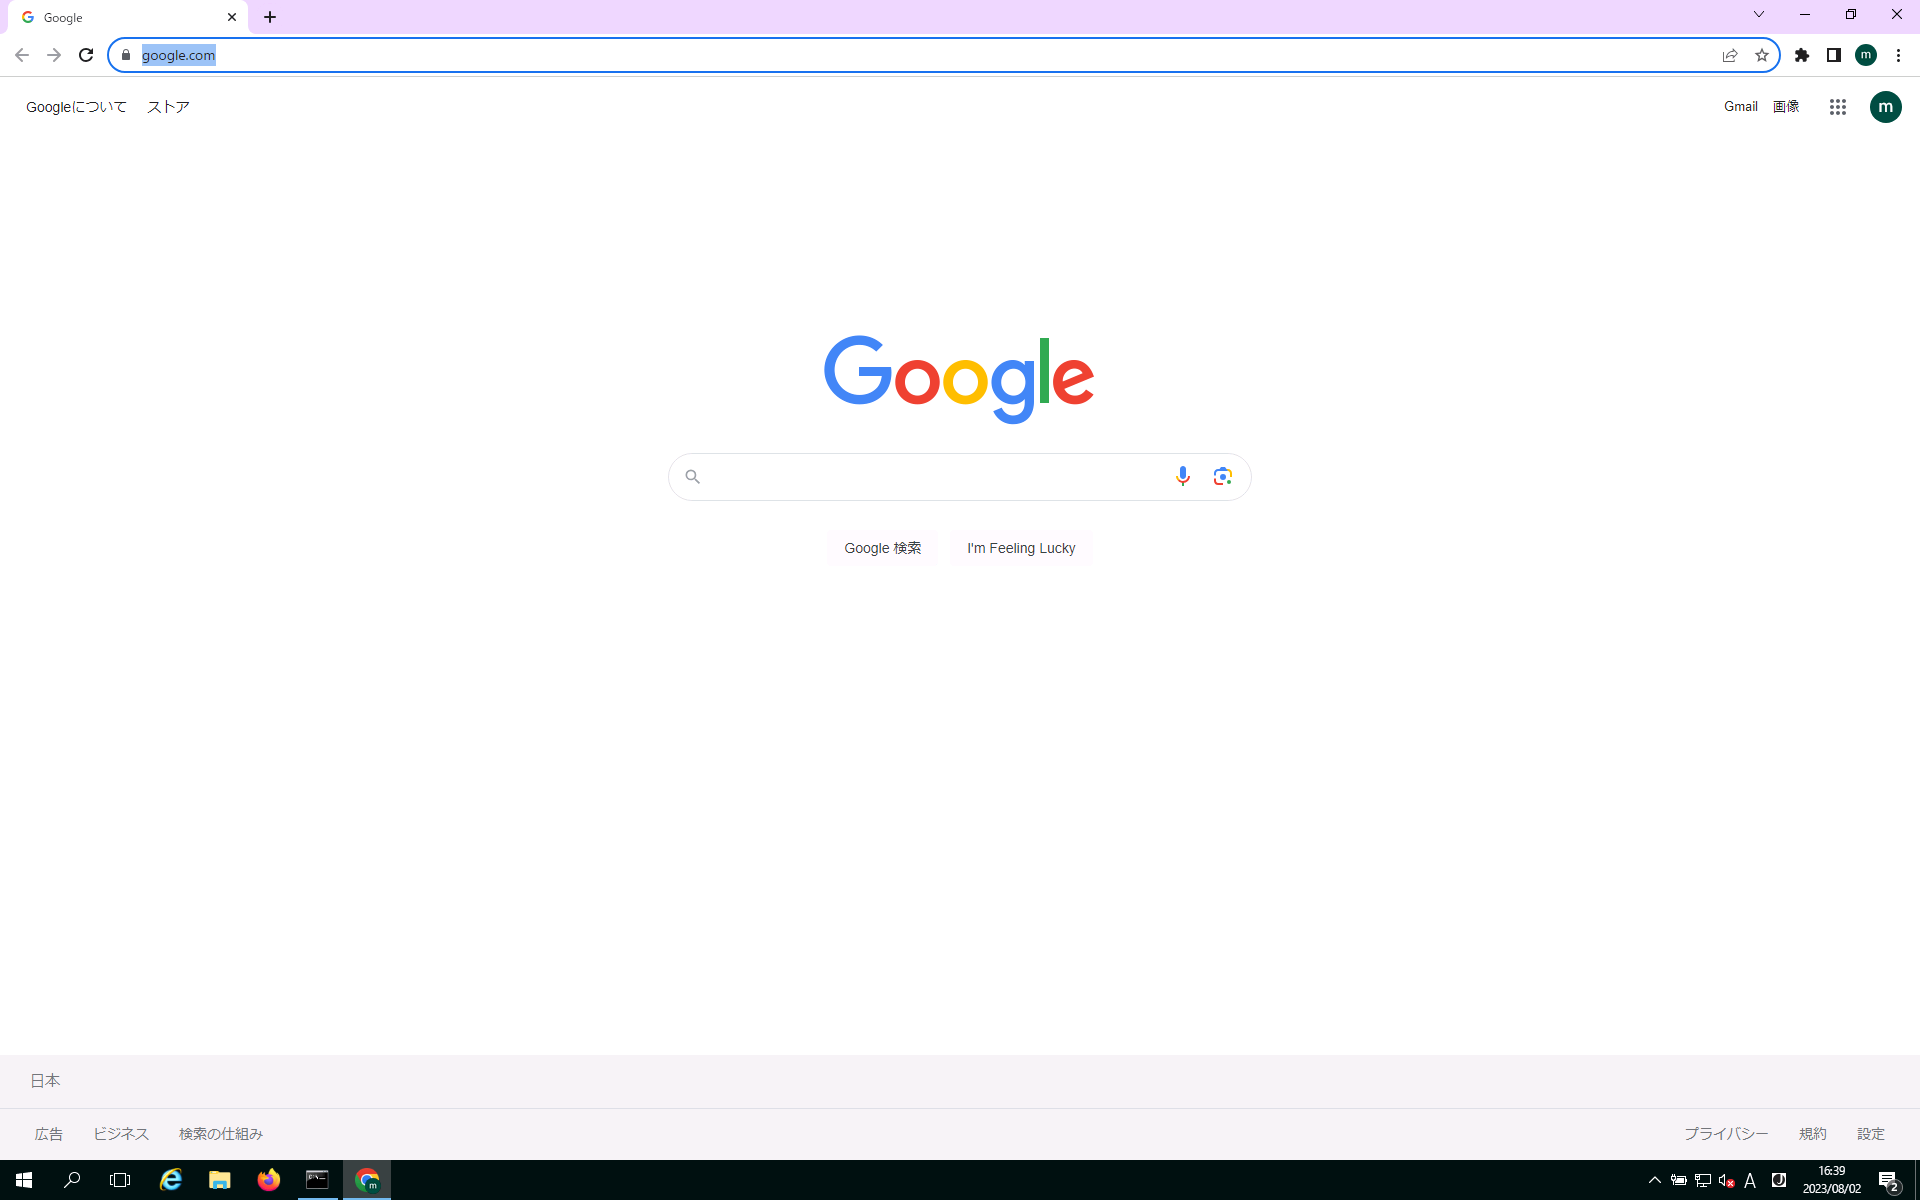 Google
google.com
m
Googleについて ストア
Gmail 画像
m
Google
Google 検索 I'm Feeling Lucky
日本
広告 ビジネス 検索の仕組み
プライバシー 規約 設定
m
A
16:39
2023/08/02
2